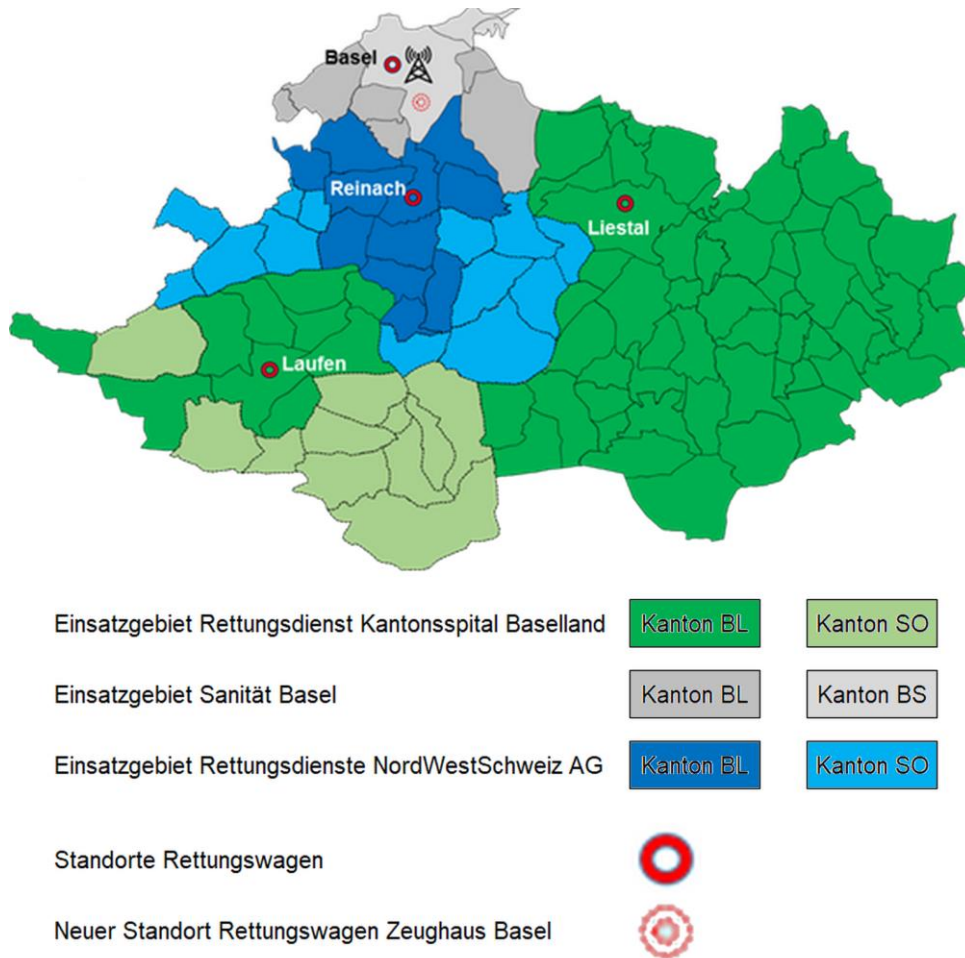 Basel
Reinach
Liestal
Laufen
Einsatzgebiet Rettungsdienst Kantonsspital Baselland Kanton BL Kanton SO
Einsatzgebiet Sanität Basel Kanton BL Kanton BS
Einsatzgebiet Rettungsdienste NordWestSchweiz AG Kanton BL Kanton SO
Standorte Rettungswagen
Neuer Standort Rettungswagen Zeughaus Basel